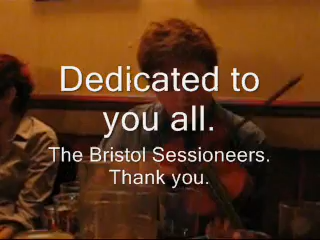 Dedicated to
you all.
The Bristol Sessioneers.
Thank you.